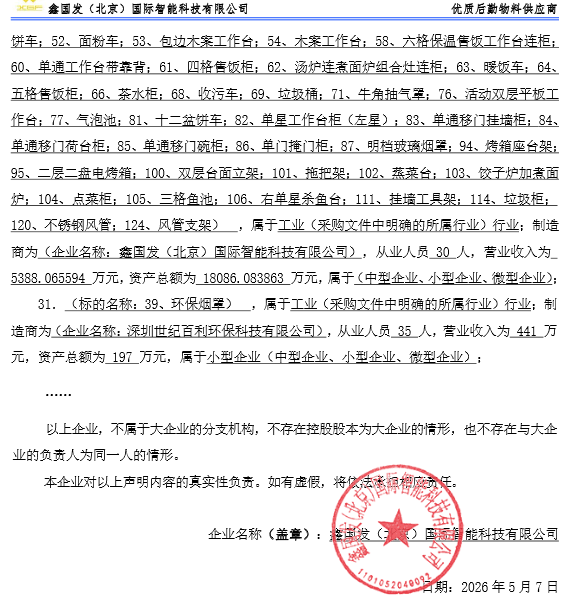 鑫国发（北京）国际智能科技有限公司 优质后勤物料供应商
饼车；52、面粉车；53、包边木案工作台；54、木案工作台；58、六格保温售饭工作台连柜；
60、单通工作台带靠背；61、四格售饭柜；62、汤炉连煮面炉组合灶连柜；63、暖饭车；64、
五格售饭柜；66、茶水柜；68、收污车；69、垃圾桶；71、牛角抽气罩；76、活动双层平板工
作台；77、气泡池；81、十二盆饼车；82、单星工作台柜（左星）；83、单通移门挂墙柜；84、
单通移门荷台柜；85、单通移门碗柜；86、单门掩门柜；87、明档玻璃烟罩；94、烤箱座台架；
95、二层二盘电烤箱；100、双层台面立架；101、拖把架；102、蒸菜台；103、饺子炉加煮面
炉；104、点菜柜；105、三格鱼池；106、右单星杀鱼台；111、挂墙工具架；114、垃圾柜；
120、不锈钢风管；124、风管支架），属于工业（采购文件中明确的所属行业）行业；制造
商为（企业名称：鑫国发（北京）国际智能科技有限公司），从业人员 30 人，营业收入为
5388.065594 万元，资产总额为 18086.083863 万元，属于（中型企业、小型企业、微型企业）；
31．（标的名称：39、环保烟罩），属于工业（采购文件中明确的所属行业）行业；制
造商为（企业名称：深圳世纪百利环保科技有限公司），从业人员 35 人，营业收入为 441 万
元，资产总额为 197 万元，属于小型企业（中型企业、小型企业、微型企业）；
……
以上企业，不属于大企业的分支机构，不存在控股股本为大企业的情形，也不存在与大企
业的负责人为同一人的情形。
本企业对以上声明内容的真实性负责。如有虚假，将依法承担相应责任。
企业名称（盖章）：鑫国发（北京）国际智能科技有限公司
鑫国发（北京）国际智能科技有限公司
1101052049092
日期：2026 年 5 月 7 日